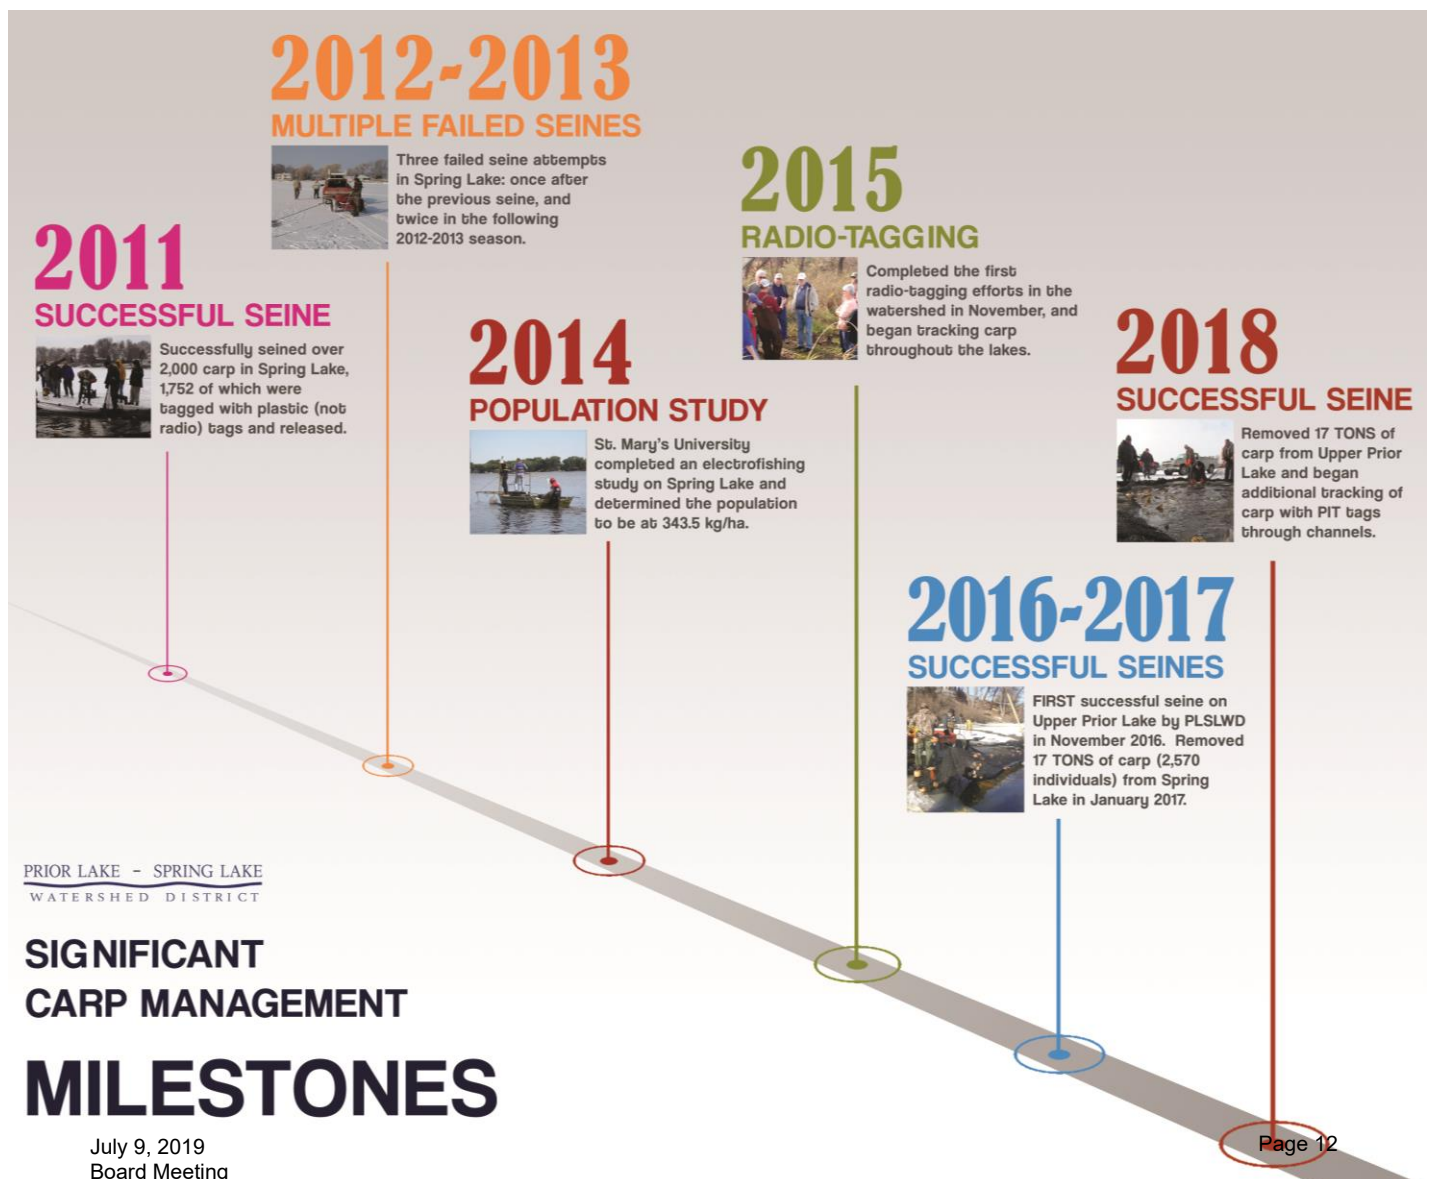 2012-2013
MULTIPLE FAILED SEINES
Three failed seine attempts
in Spring Lake: once after
the previous seine, and
twice in the following
2012-2013 season.
2015
RADIO-TAGGING
Completed the first
radio-tagging efforts in the
watershed in November, and
began tracking carp
throughout the lakes.
2011
SUCCESSFUL SEINE
Successfully seined over
2,000 carp in Spring Lake,
1,752 of which were
tagged with plastic (not
radio) tags and released.
2014
POPULATION STUDY
St. Mary's University
completed an electrofishing
study on Spring Lake and
determined the population
to be at 343.5 kg/ha.
2018
SUCCESSFUL SEINE
Removed 17 TONS of
carp from Upper Prior
Lake and began
additional tracking of
carp with PIT tags
through channels.
2016-2017
SUCCESSFUL SEINES
FIRST successful seine on
Upper Prior Lake by PLSLWD
in November 2016. Removed
17 TONS of carp (2,570
individuals) from Spring
Lake in January 2017.
PRIOR LAKE - SPRING LAKE
WATERSHED DISTRICT
SIGNIFICANT
CARP MANAGEMENT
MILESTONES
July 9, 2019
Board Meeting
Page 12